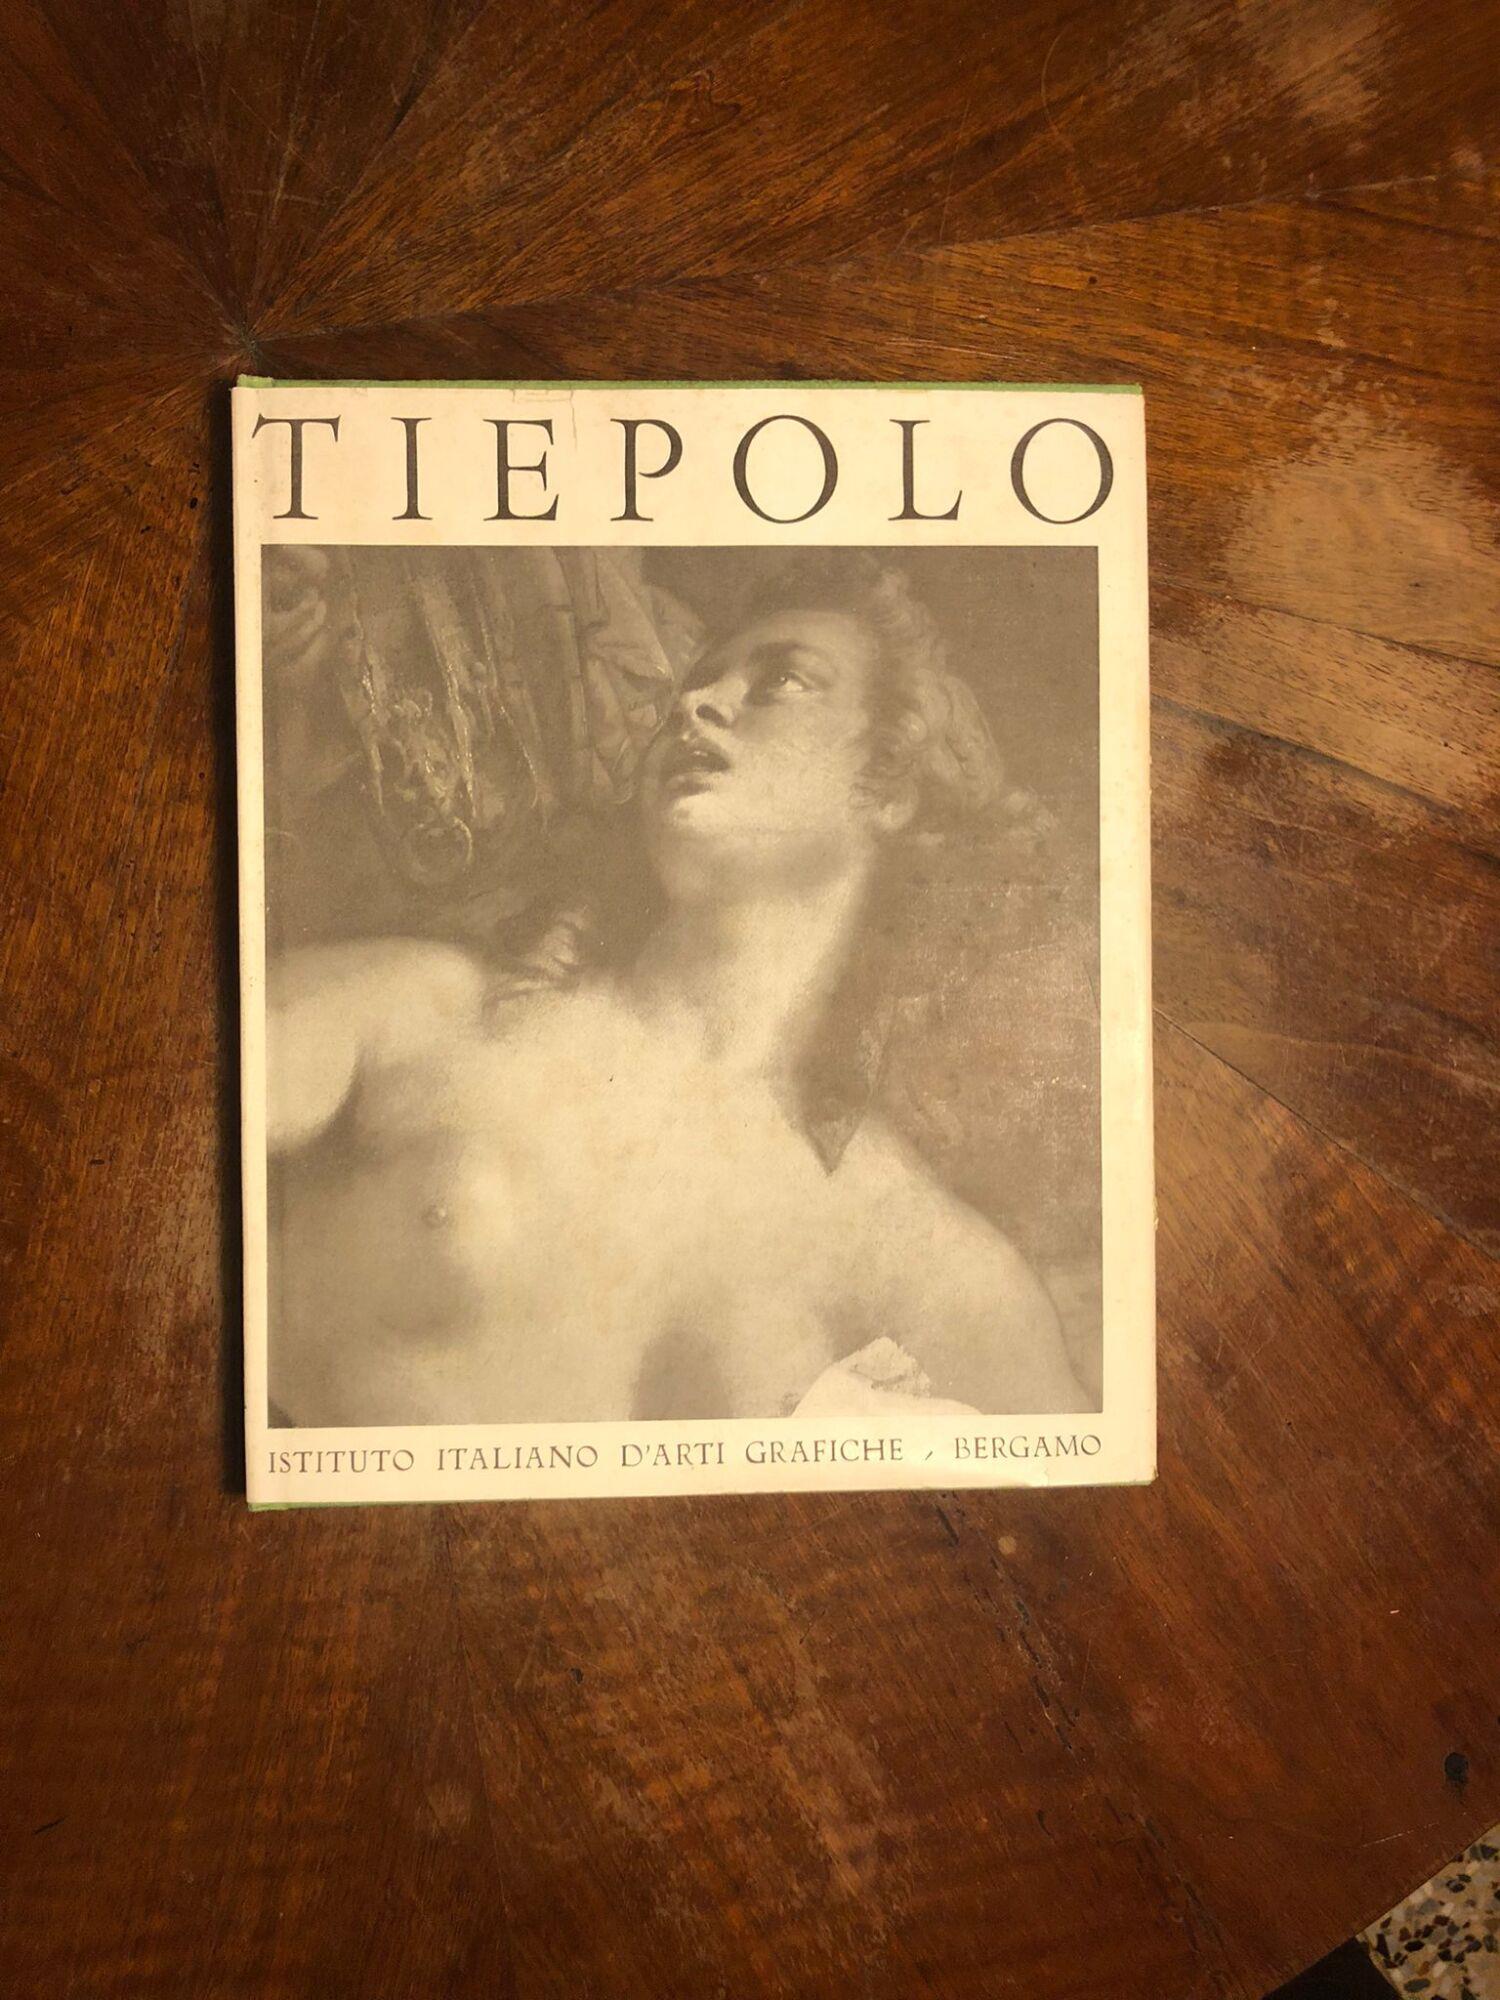 TIEPOLO
ISTITUTO ITALIANO D'ARTI GRAFICHE , BERGAMO